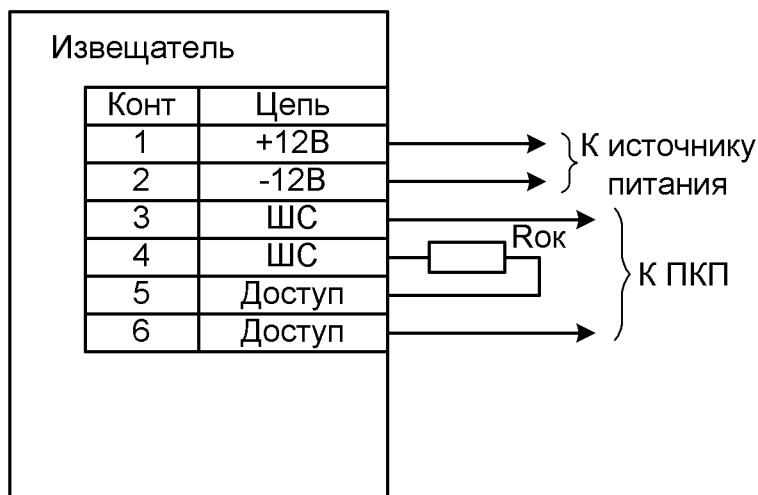 Извещатель
Конт Цепь
1 +12В
2 -12В
3 ШС
4 ШС
5 Доступ
6 Доступ
К источнику
питания
Rок
К ПКП